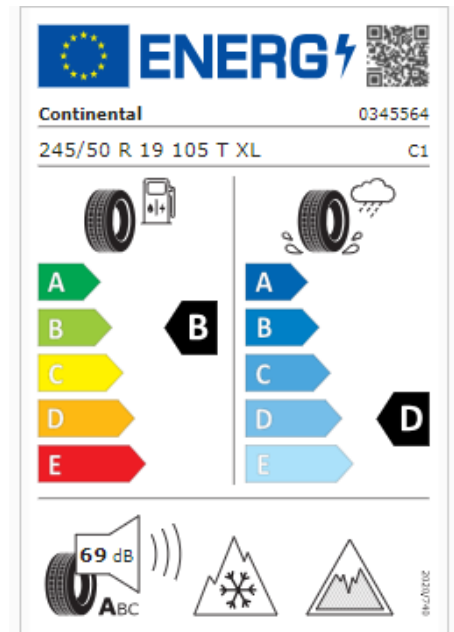 ENERG
Continental 0345564
245/50 R 19 105 T XL C1
A A
B B B
C C
D D D
E E
69 dB
ABC
2020/740